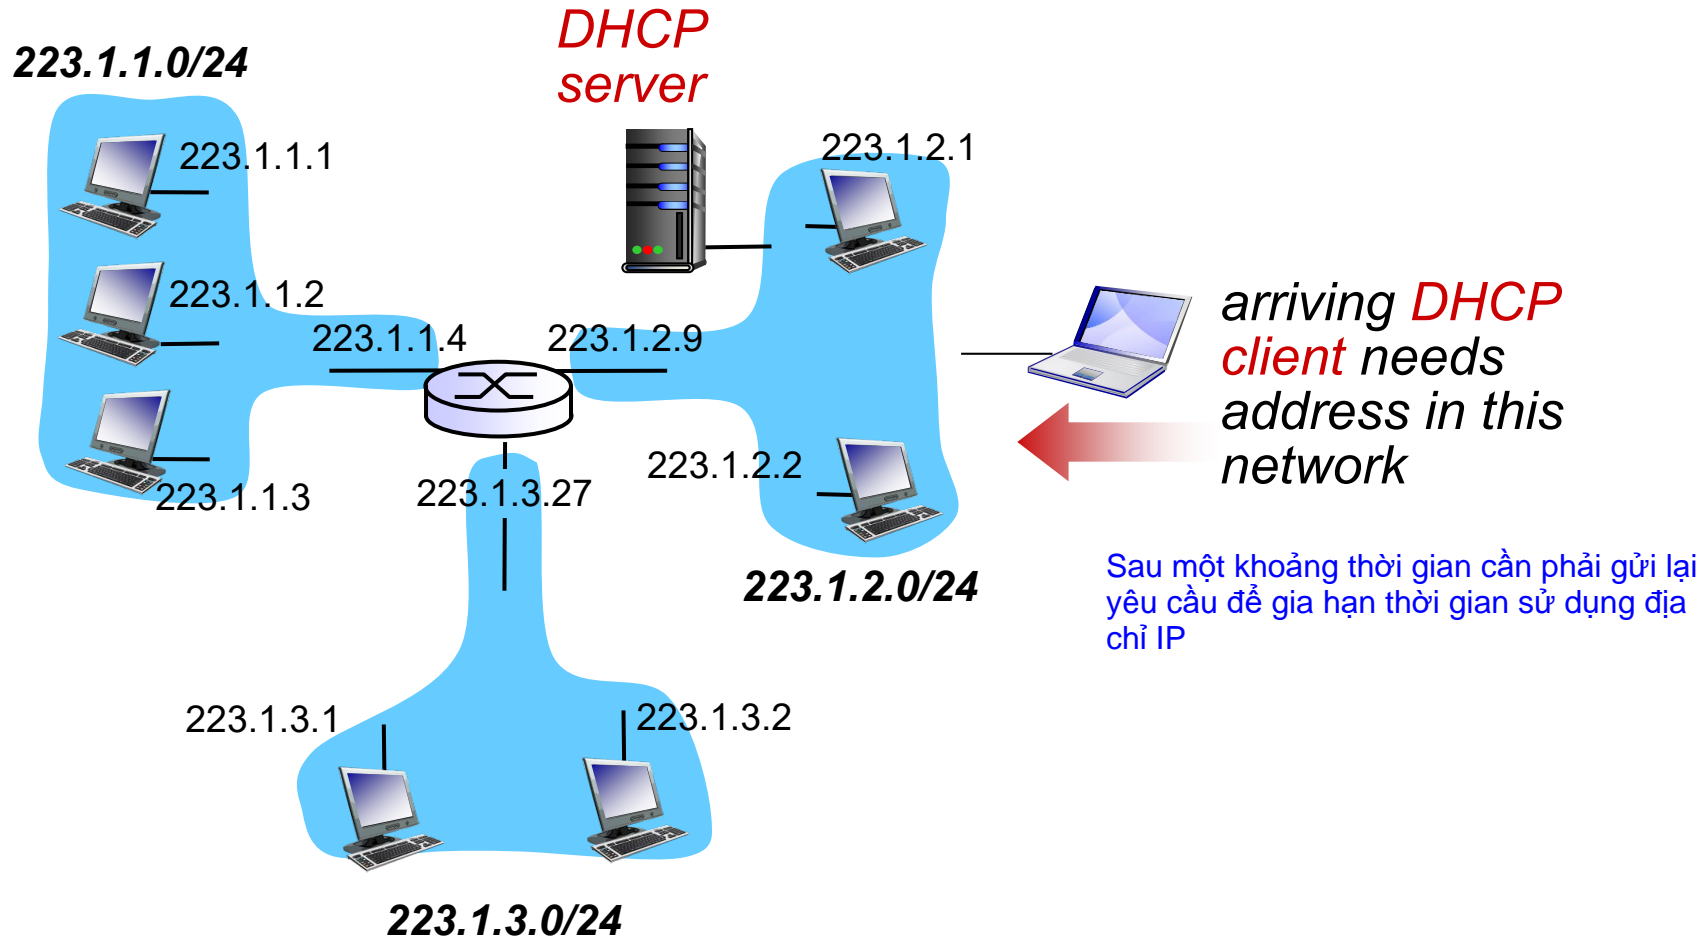 DHCP
server
223.1.1.0/24
223.1.1.1
223.1.2.1
223.1.1.2
223.1.1.4
223.1.2.9
arriving DHCP
client needs
address in this
network
223.1.1.3
223.1.3.27
223.1.2.2
223.1.2.0/24
Sau một khoảng thời gian cần phải gửi lại
yêu cầu để gia hạn thời gian sử dụng địa
chỉ IP
223.1.3.1
223.1.3.2
223.1.3.0/24